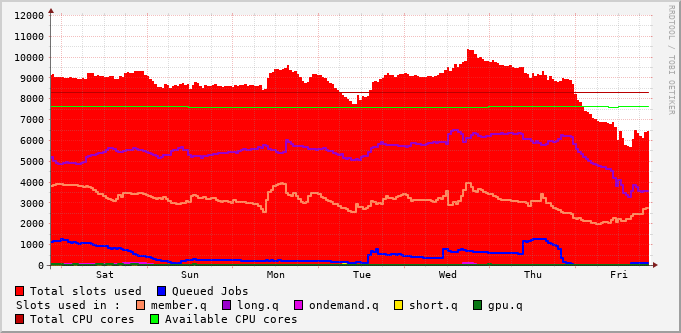 RRDTOOL / TOBI OETIKER
12000
11000
10000
9000
8000
7000
6000
5000
4000
3000
2000
1000
0
Sat Sun Mon Tue Wed Thu Fri
Total slots used Queued Jobs
Slots used in : member.q long.q ondemand.q short.q gpu.q
Total CPU cores Available CPU cores